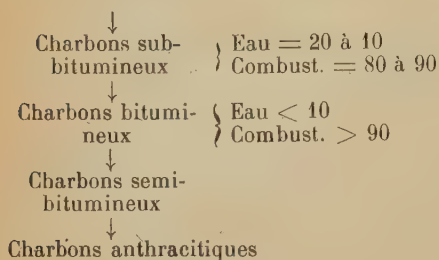 ↓
Charbons sub-
bitumineux
} Eau = 20 à 10
Combust. = 80 à 90
↓
Charbons bitumi-
neux
} Eau < 10
Combust. > 90
↓
Charbons semi-
bitumineux
↓
Charbons anthracitiques